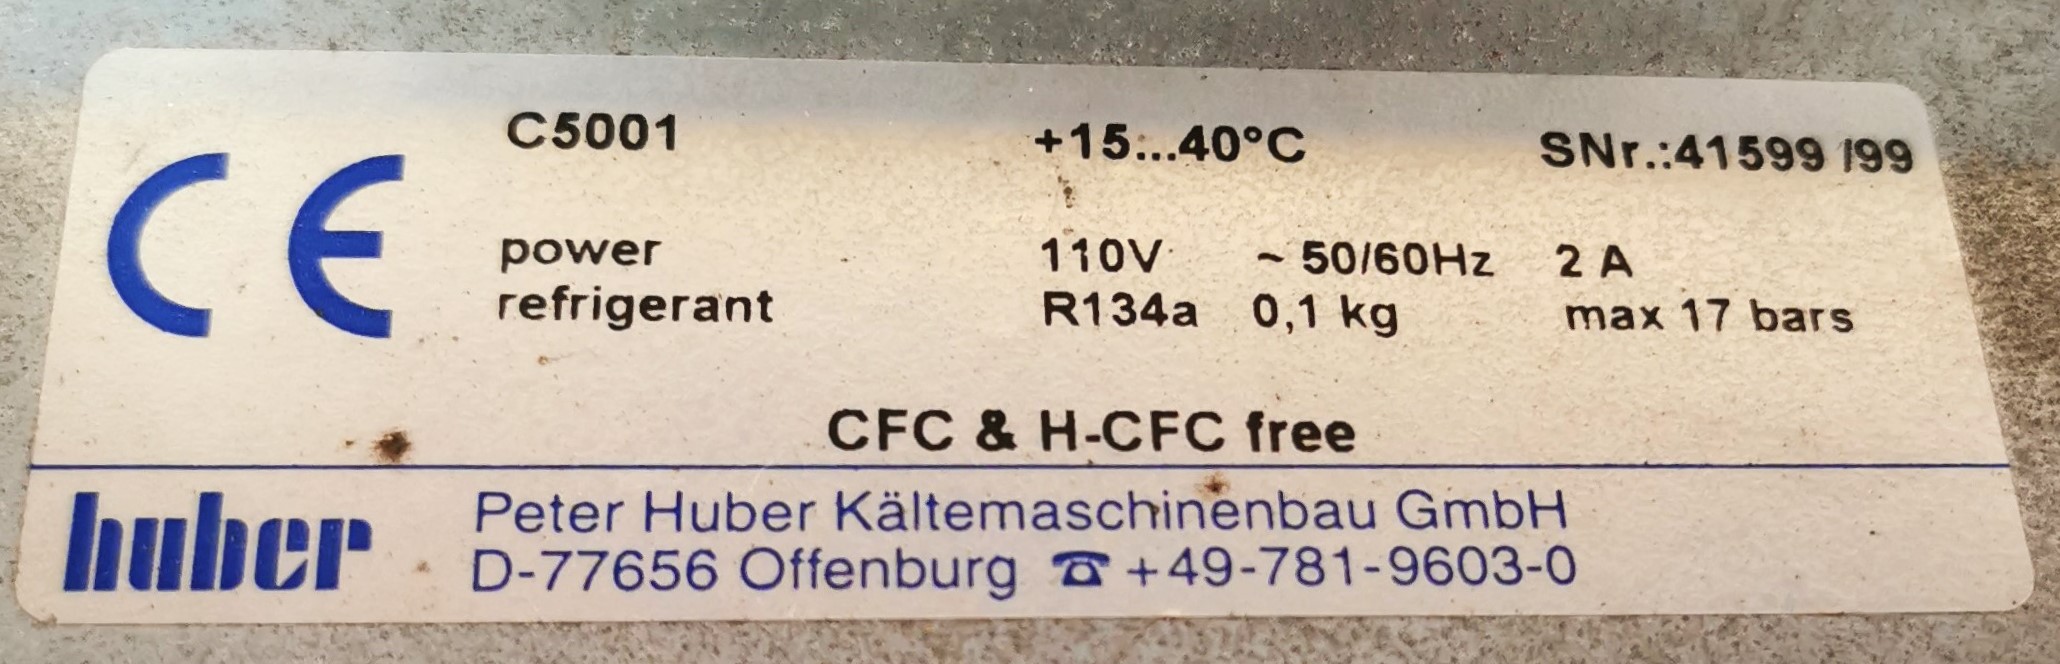 CE
C5001 +15...40°C SNr.:41599 /99
power 110V ~ 50/60Hz 2 A
refrigerant R134a 0,1 kg max 17 bars
CFC & H-CFC free
huber
Peter Huber Kältemaschinenbau GmbH
D-77656 Offenburg ☎ +49-781-9603-0